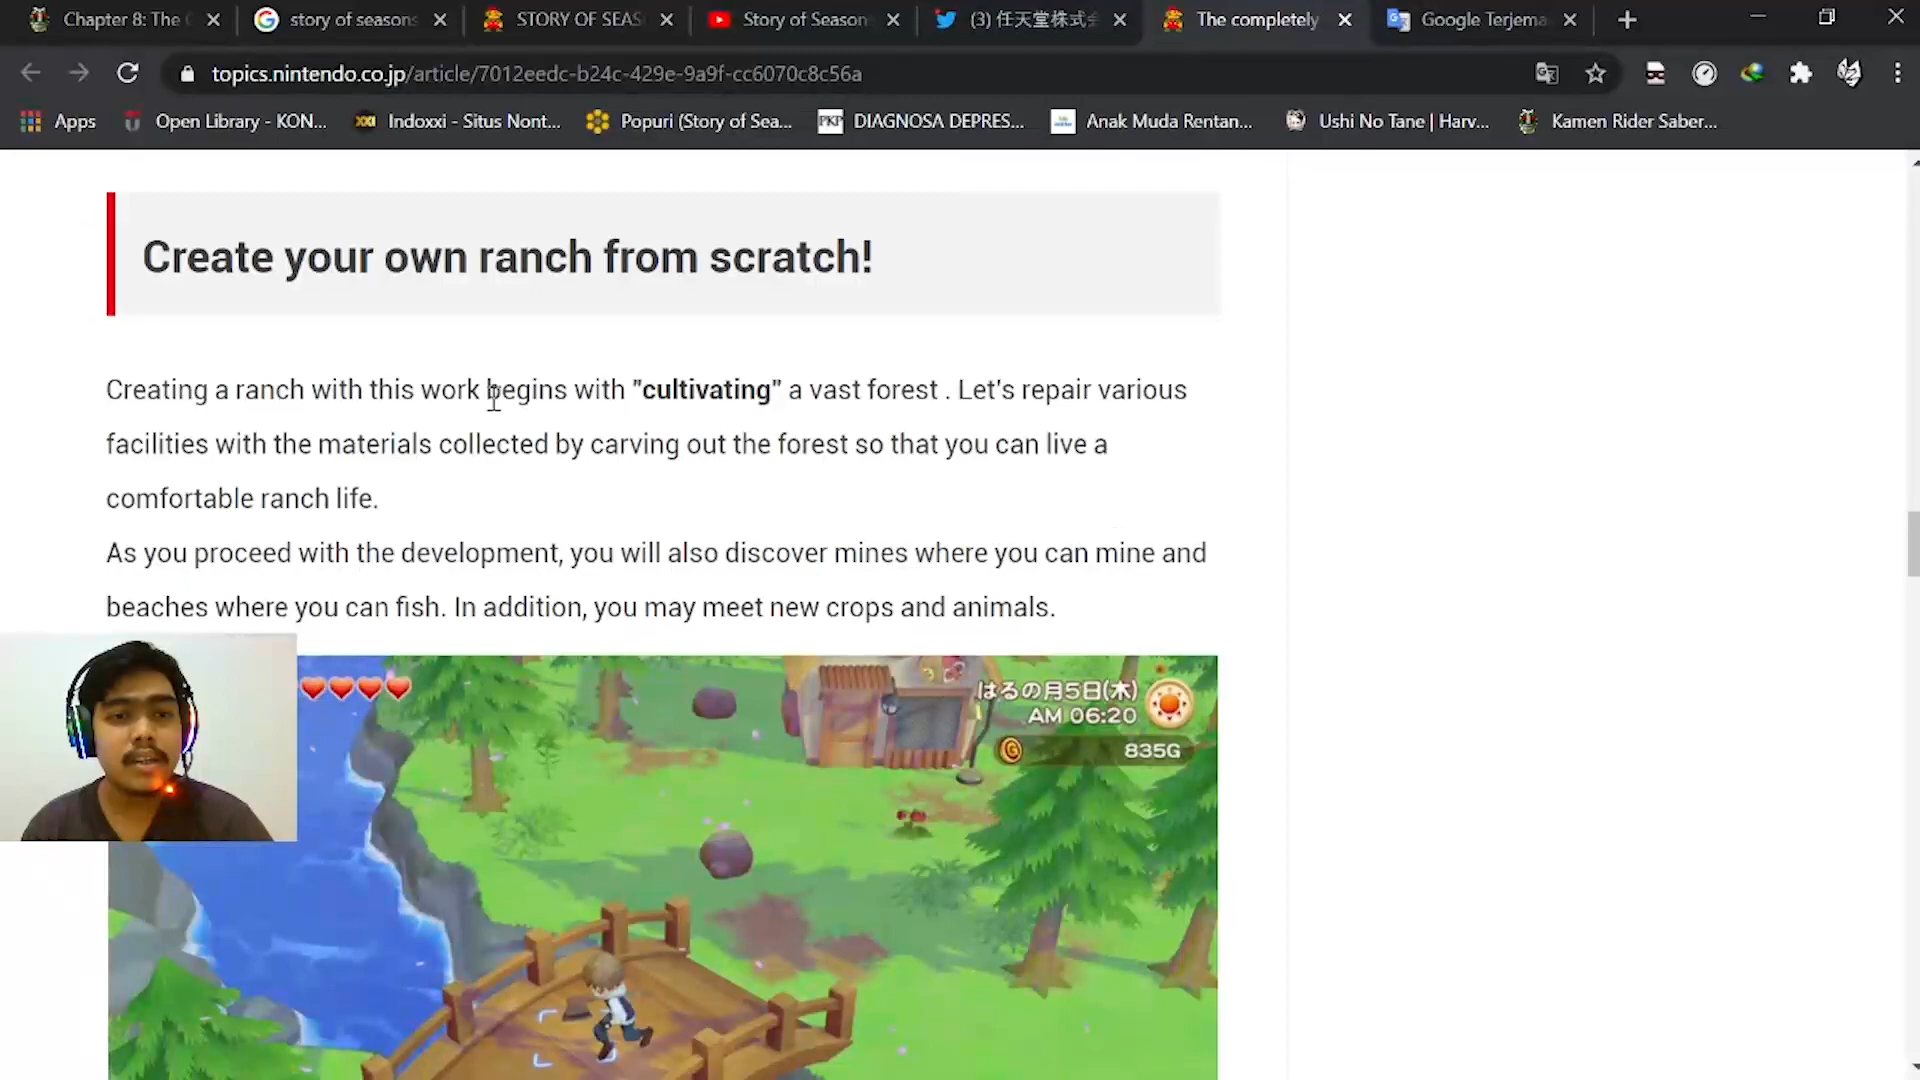 Chapter 8: The
story of seasons
STORY OF SEAS
Story of Season
(3) 任天堂株式会
The completely
Google Terjema
topics.nintendo.co.jp/article/7012eedc-b24c-429e-9a9f-cc6070c8c56a
Apps
Open Library - KON...
Indoxxi - Situs Nont...
Popuri (Story of Sea...
PKP DIAGNOSA DEPRES...
Anak Muda Rentan...
Ushi No Tane | Harv...
Kamen Rider Saber...
Create your own ranch from scratch!
Creating a ranch with this work begins with "cultivating" a vast forest . Let's repair various
facilities with the materials collected by carving out the forest so that you can live a
comfortable ranch life.
As you proceed with the development, you will also discover mines where you can mine and
beaches where you can fish. In addition, you may meet new crops and animals.
はるの月5日(木)
AM 06:20
835G